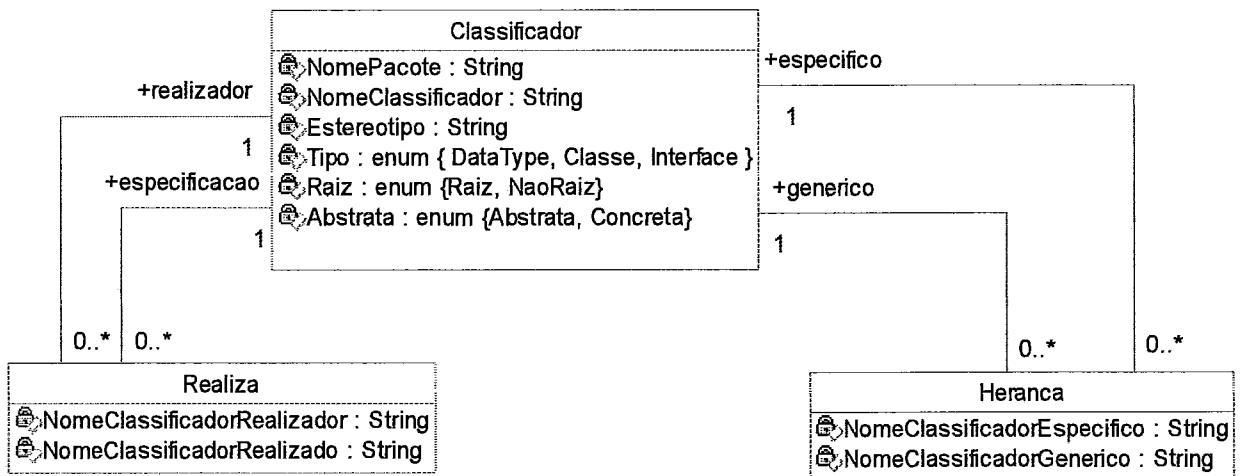 Classificador
NomePacote : String
NomeClassificador : String
Estereotipo : String
Tipo : enum { DataType, Classe, Interface }
Raiz : enum {Raiz, NaoRaiz}
Abstrata : enum {Abstrata, Concreta}
+realizador
1
+especificacao
1
+especifico
1
+generico
1
0..*
0..*
0..*
0..*
Realiza
NomeClassificadorRealizador : String
NomeClassificadorRealizado : String
Heranca
NomeClassificadorEspecifico : String
NomeClassificadorGenerico : String